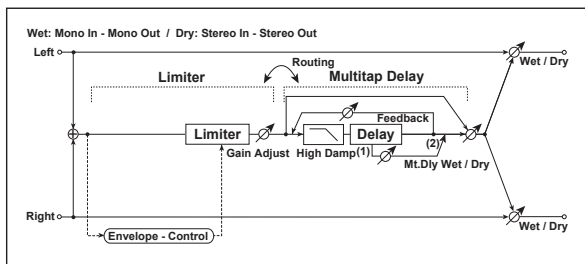 Wet: Mono In - Mono Out / Dry: Stereo In - Stereo Out
Left
Wet / Dry
Routing
Limiter
Multitap Delay
Feedback
Limiter
Delay
Gain Adjust
High Damp
(1)
(2)
Mt.Dly Wet / Dry
Right
Wet / Dry
Envelope - Control